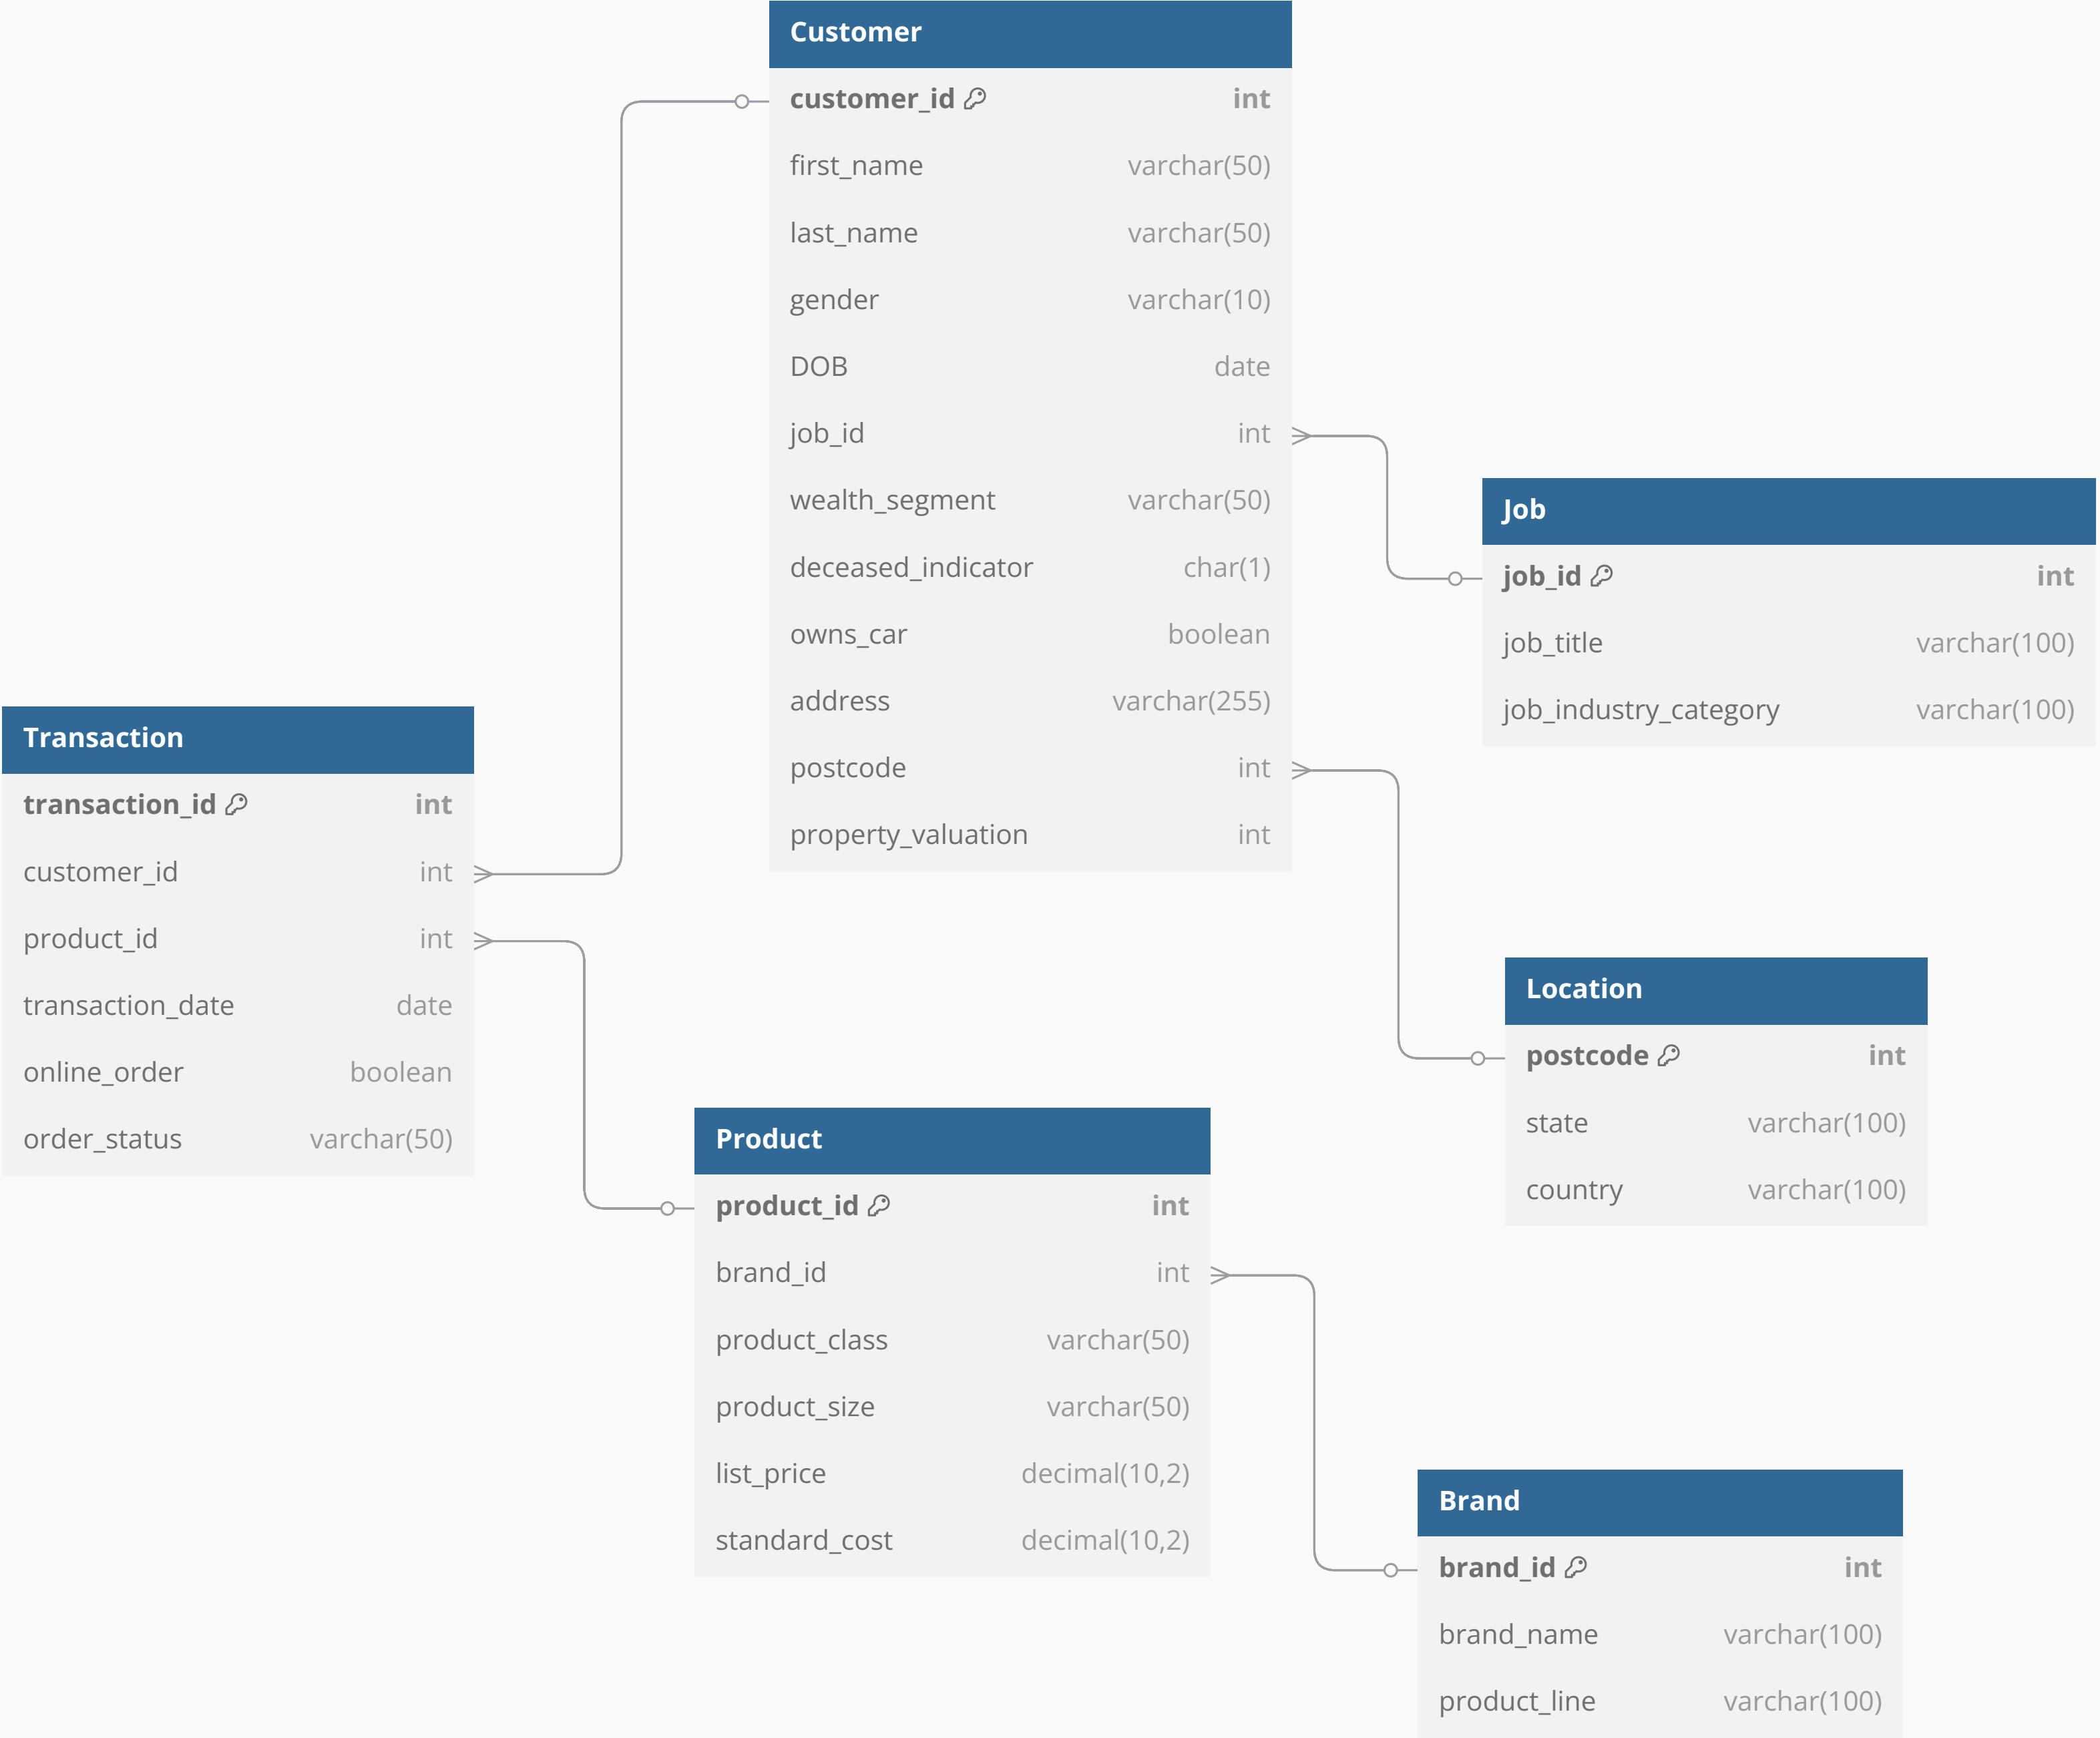 Customer
customer_id int
first_name varchar(50)
last_name varchar(50)
gender varchar(10)
DOB date
job_id int
wealth_segment varchar(50)
deceased_indicator char(1)
owns_car boolean
address varchar(255)
postcode int
property_valuation int
Job
job_id int
job_title varchar(100)
job_industry_category varchar(100)
Transaction
transaction_id int
customer_id int
product_id int
transaction_date date
online_order boolean
order_status varchar(50)
Location
postcode int
state varchar(100)
country varchar(100)
Product
product_id int
brand_id int
product_class varchar(50)
product_size varchar(50)
list_price decimal(10,2)
standard_cost decimal(10,2)
Brand
brand_id int
brand_name varchar(100)
product_line varchar(100)